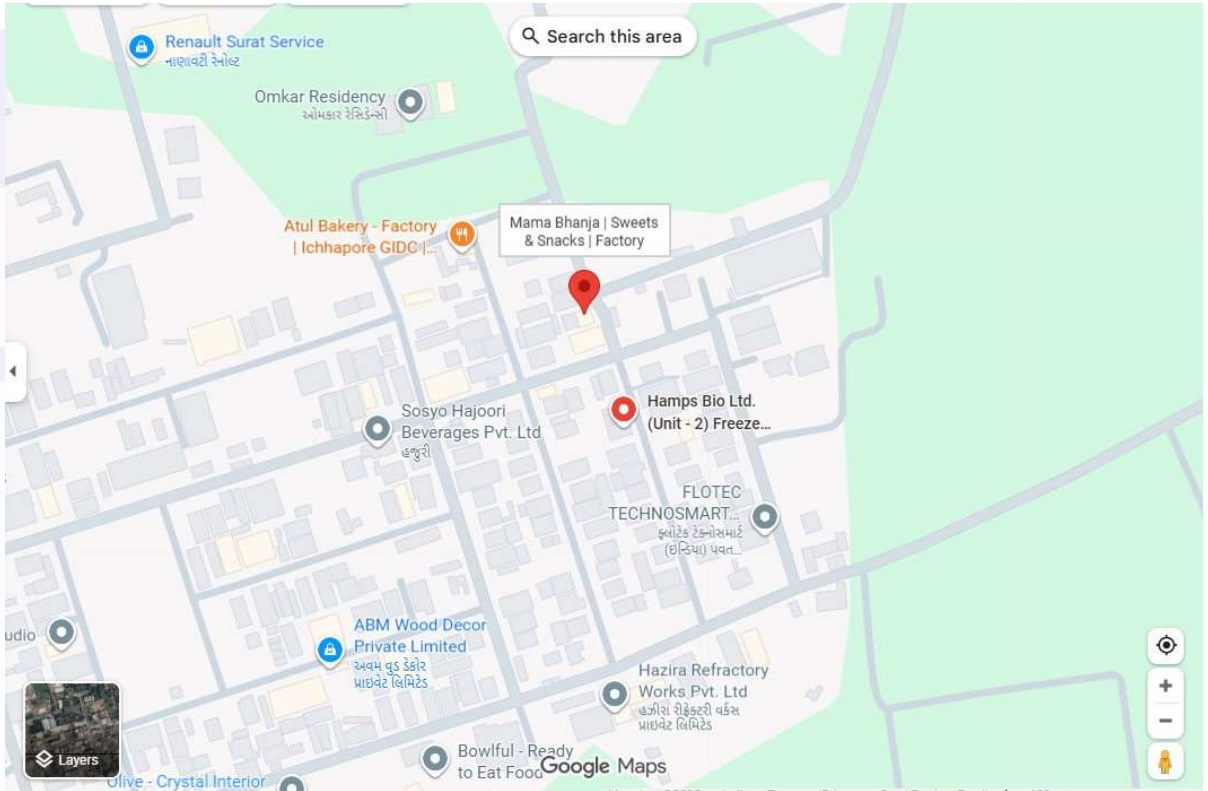 Search this area
Renault Surat Service
નાણાવટી રેનોલ્ટ
Omkar Residency
ઓમકાર રેસિડેન્સી
Mama Bhanja | Sweets
& Snacks | Factory
Atul Bakery - Factory
| Ichhapore GIDC |...
Hamps Bio Ltd.
(Unit - 2) Freeze...
Sosyo Hajoori
Beverages Pvt. Ltd
હજુરી
FLOTEC
TECHNOSMART...
ફ્લોટેક ટેક્નોસમાર્ટ
(ઇન્ડિયા) પવત...
ABM Wood Decor
Private Limited
અવમ વુડ ડેકોર
પ્રાઇવેટ લિમિટેડ
udio
Hazira Refractory
Works Pvt. Ltd
હઝીરા રીફ્રેક્ટરી વર્કસ
પ્રાઇવેટ લિમિટેડ
Layers
Bowlful - Ready
to Eat Food
Google Maps
Olive - Crystal Interior